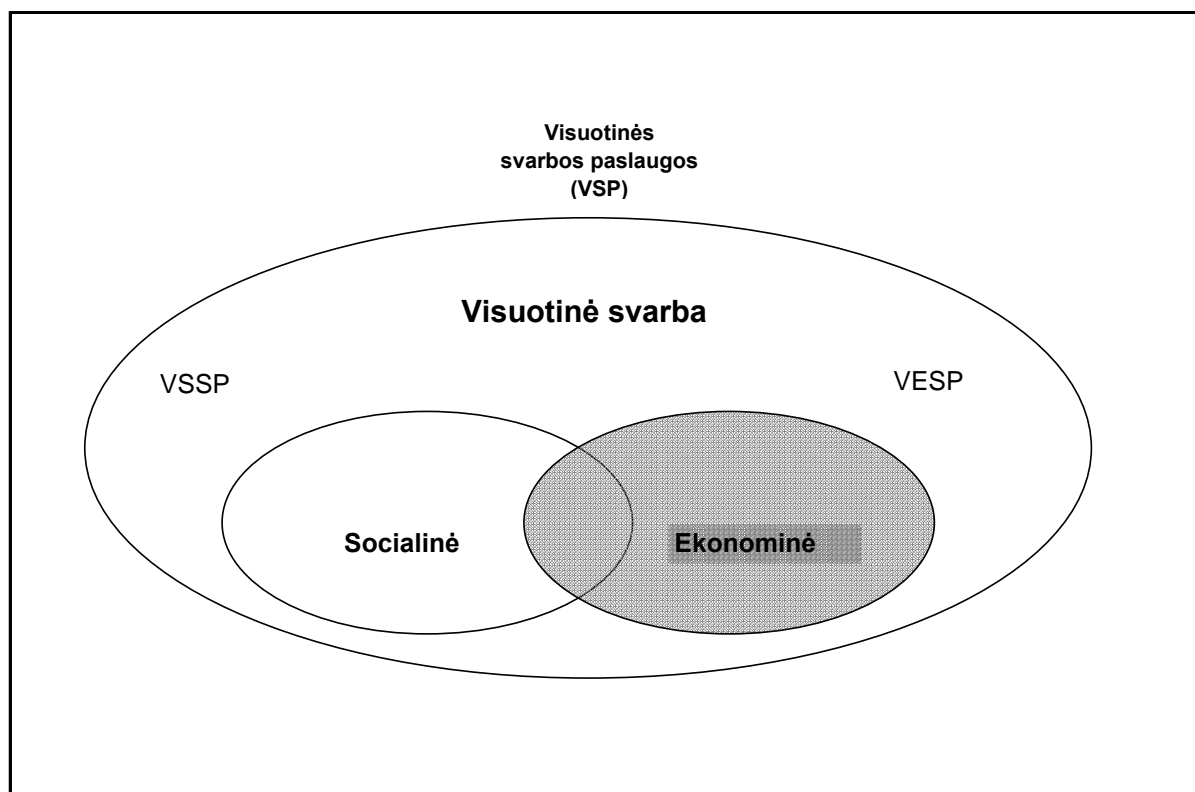 Visuotinės
svarbos paslaugos
(VSP)
Visuotinė svarba
VSSP
VESP
Socialinė
Ekonominė